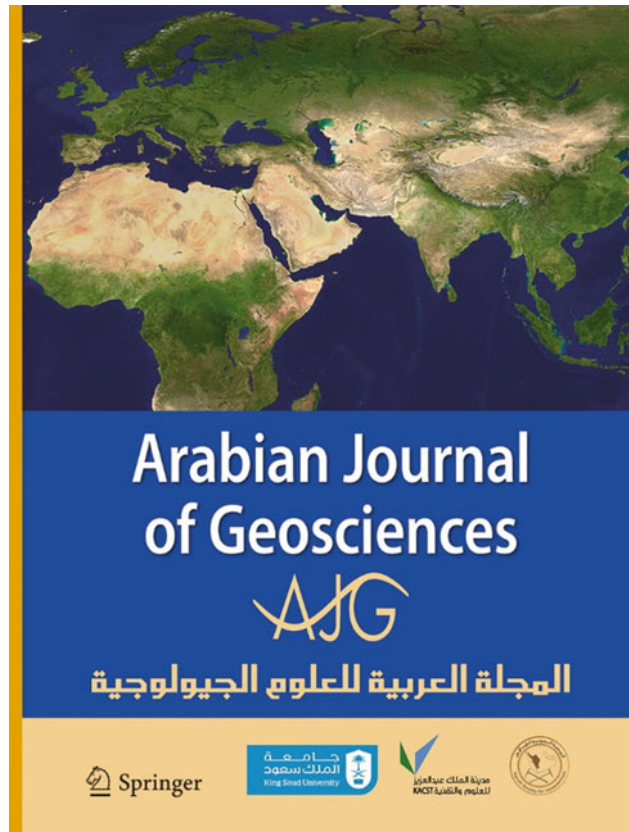 Arabian Journal
of Geosciences
AJG
المجلة العربية للعلوم الجيولوجية
Springer
جامعة
الملك سعود
King Saud University
مدينة الملك عبدالعزيز
للعلوم والتقنية KACST